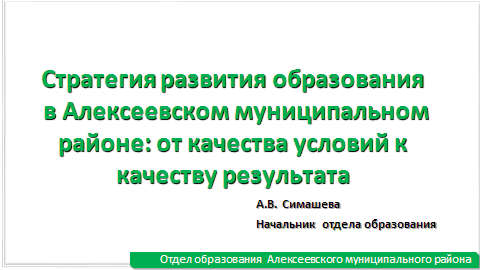 Стратегия развития образования
в Алексеевском муниципальном
районе: от качества условий к
качеству результата
А.В. Симашева
Начальник отдела образования
Отдел образования Алексеевского муниципального района